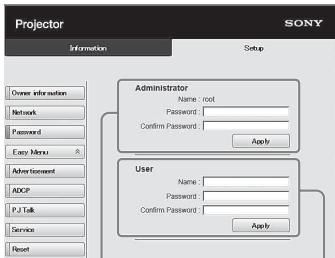 Projector
SONY
Information
Setup
Owner information
Network
Password
Easy Menu
Advertisement
ADCP
PJ Talk
Service
Reset
Administrator
Name : root
Password :
Confirm Password :
Apply
User
Name :
Password :
Confirm Password :
Apply